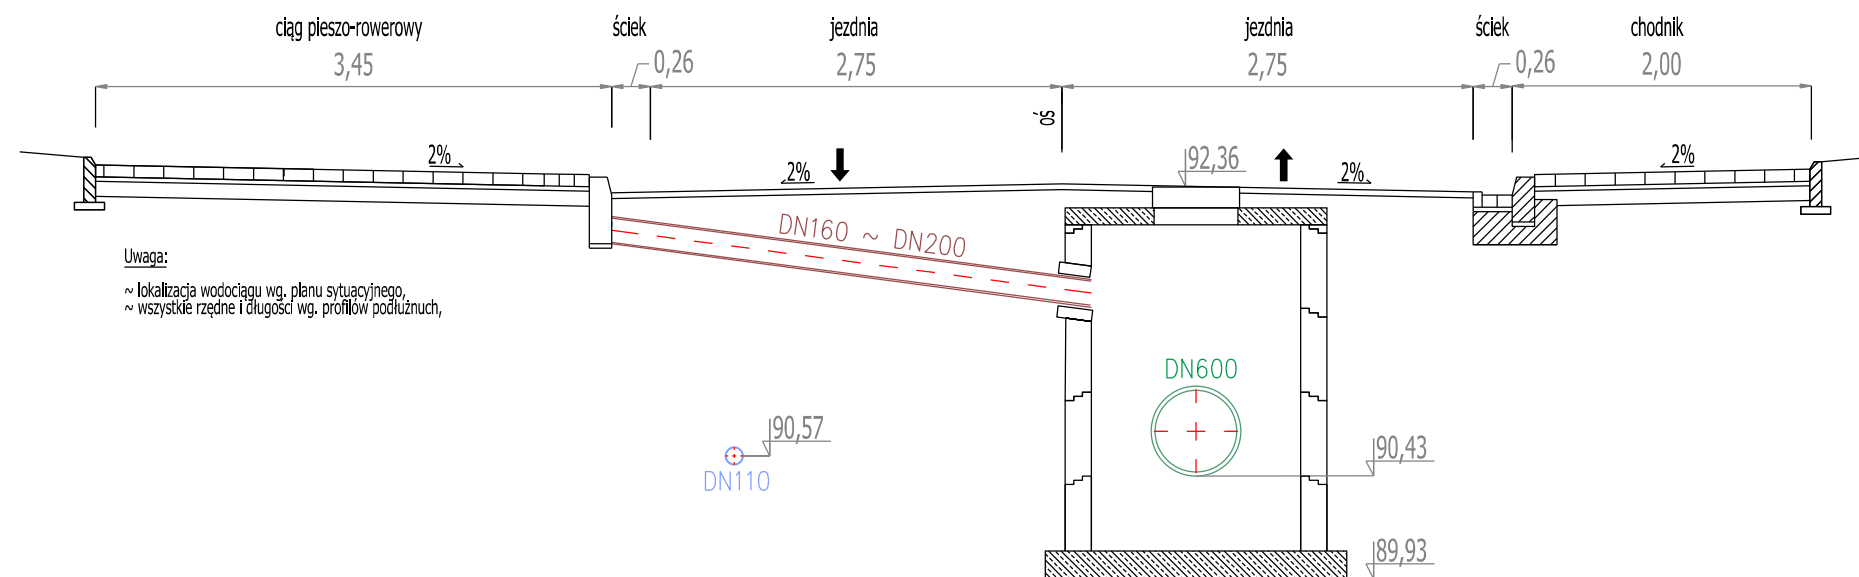 ciąg pieszo-rowerowy ściek jezdnia jezdnia ściek chodnik
3,45 0,26 2,75 2,75 0,26 2,00
oś
2% 2% 92,36 2% 2%
DN160 ~ DN200
Uwaga:
~ lokalizacja wodociągu wg. planu sytuacyjnego,
~ wszystkie rzędne i długości wg. profilów podłużnych,
DN600
90,57 90,43
DN110
89,93